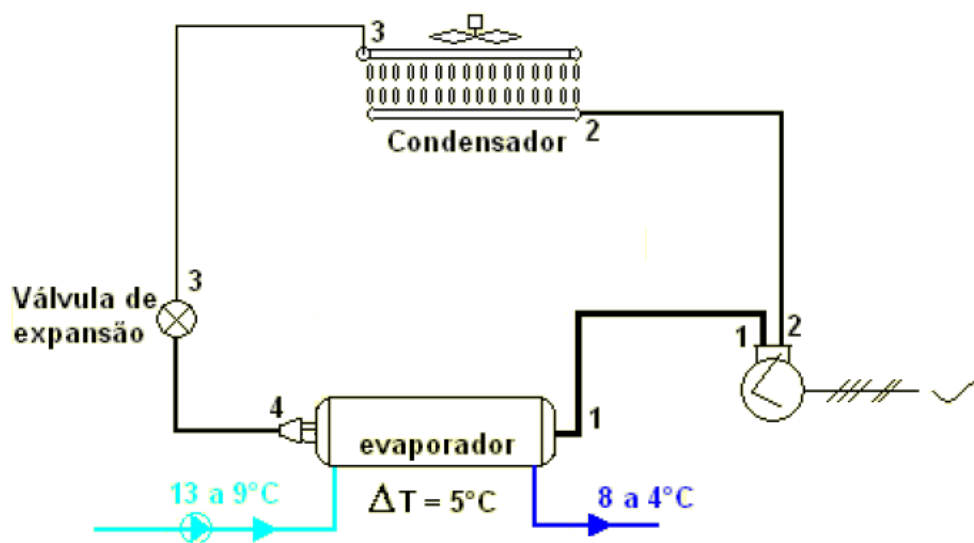 3
Condensador
2
3
Válvula de
expansão
1
2
4
evaporador
1
13 a 9°C
ΔT = 5°C
8 a 4°C